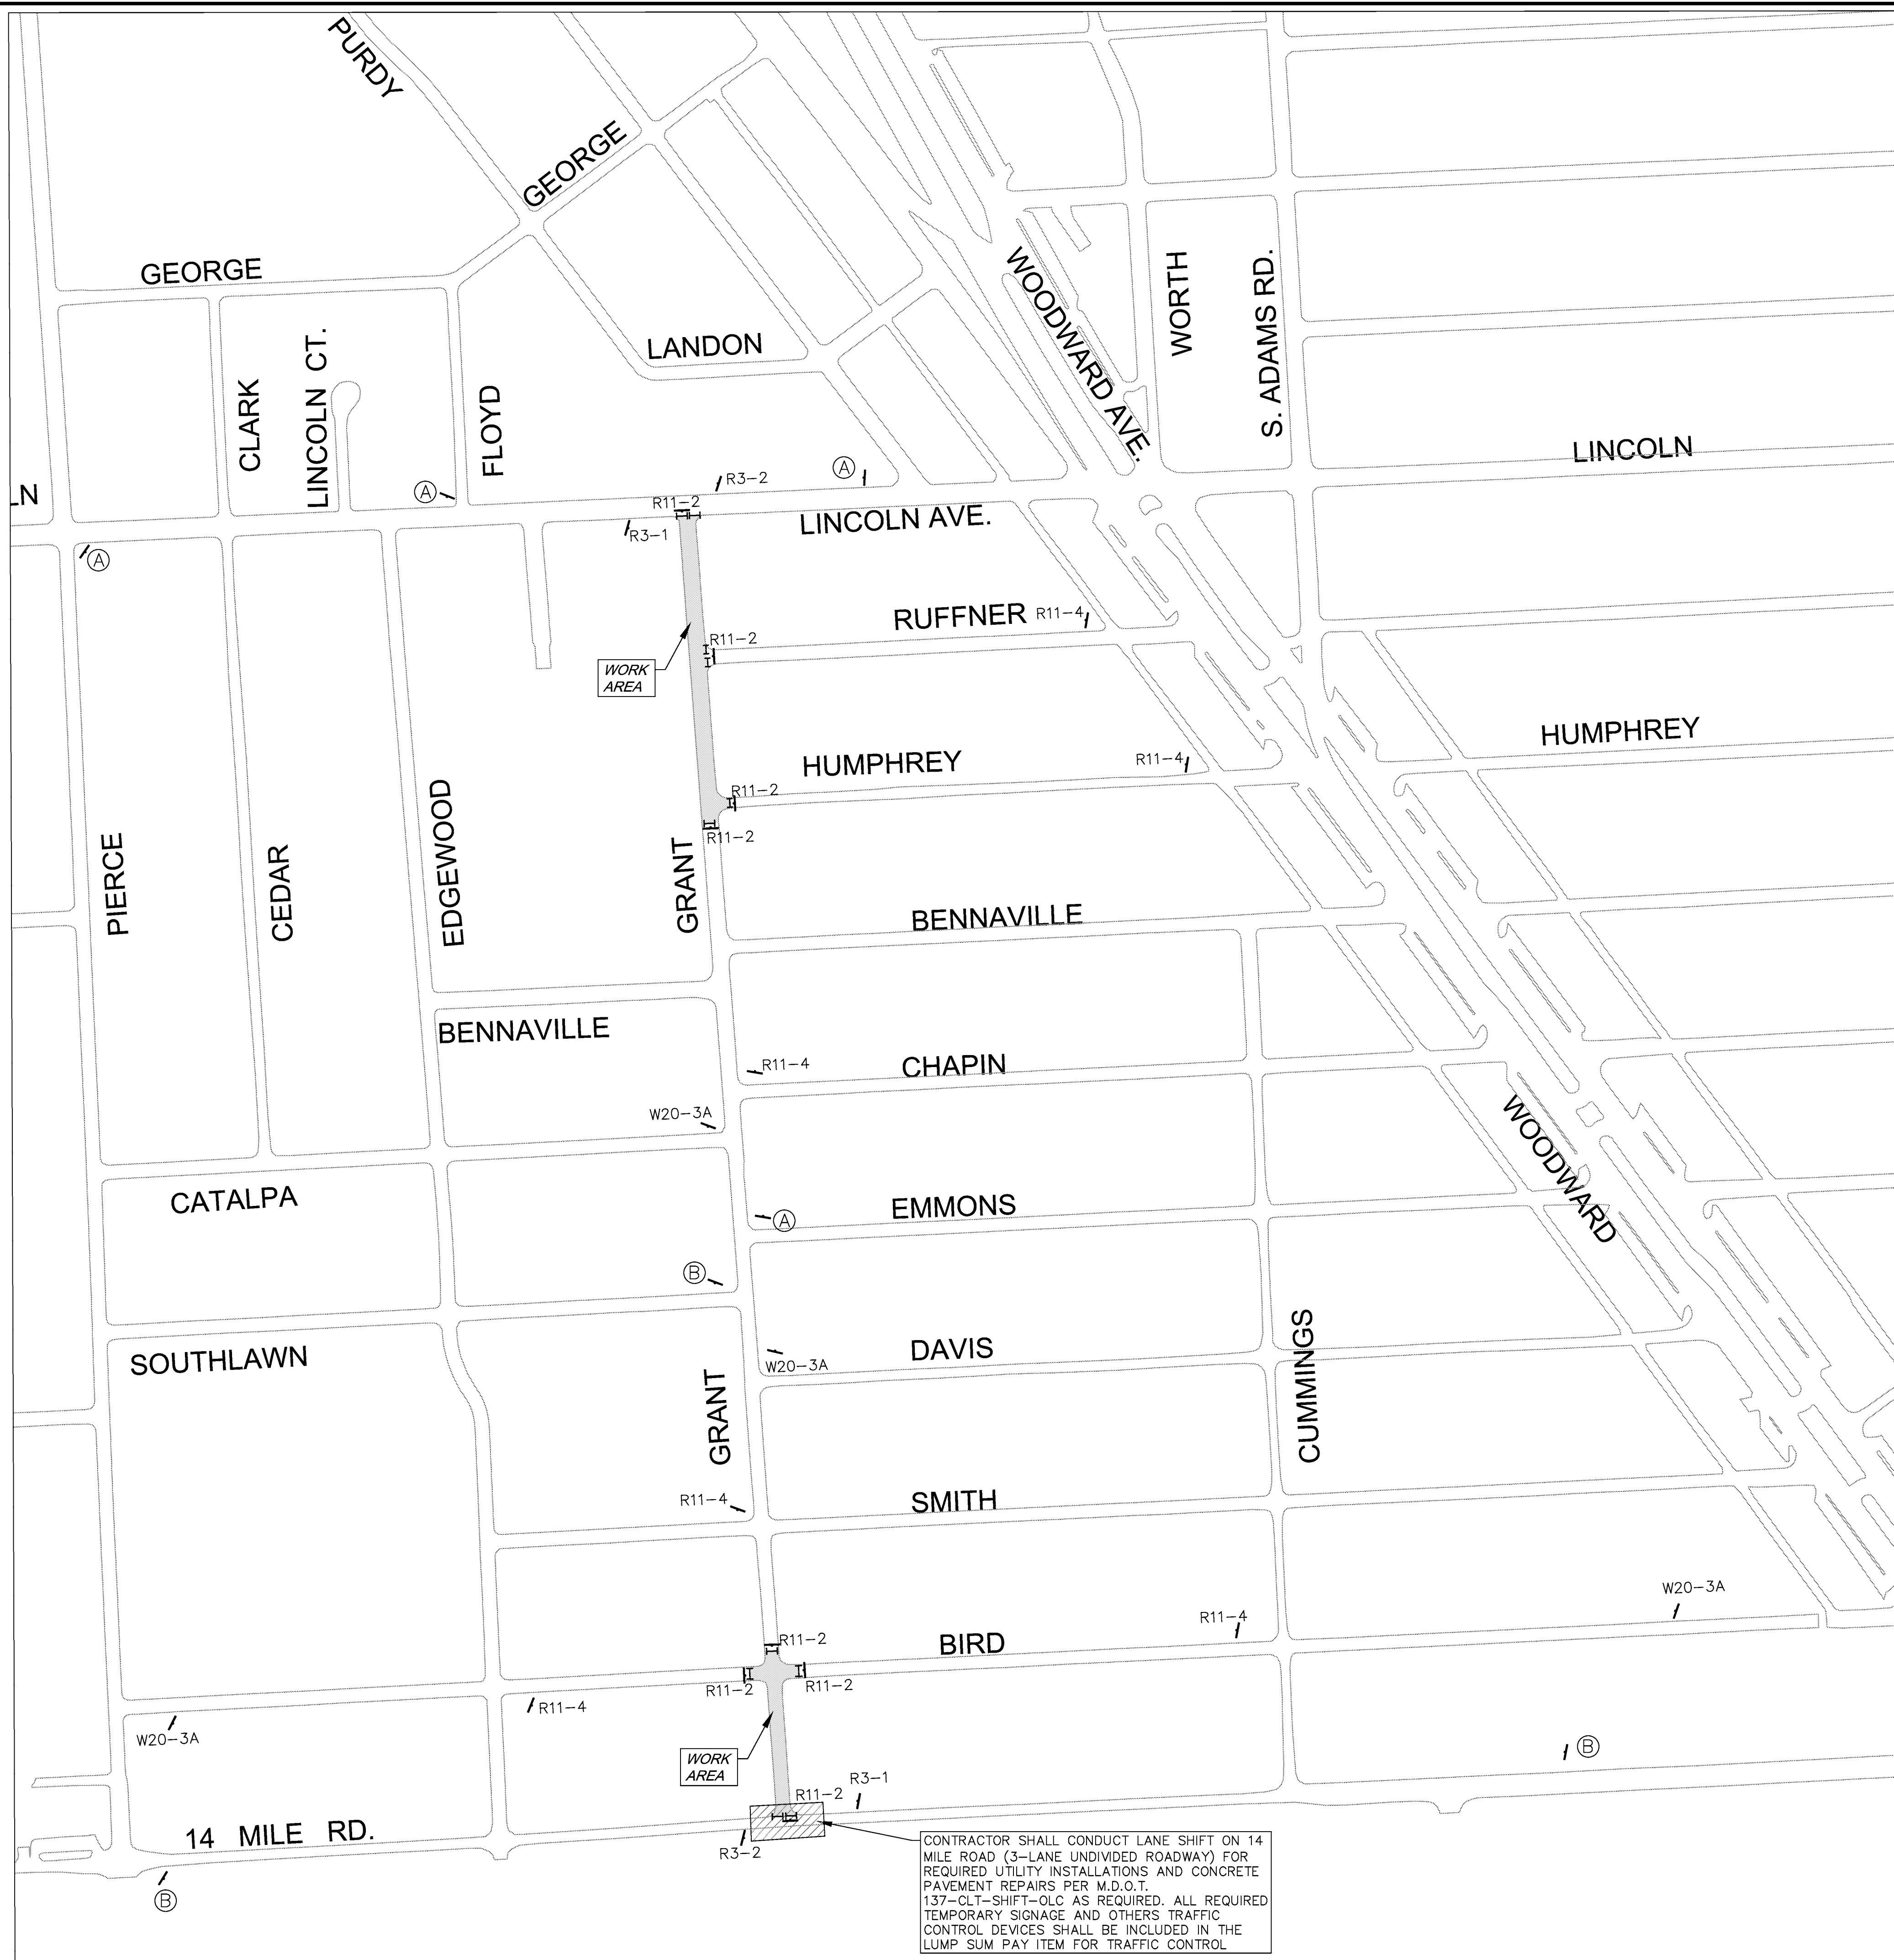 PURDY
GEORGE
GEORGE
WOODWARD AVE.
WORTH
S. ADAMS RD.
LANDON
CLARK
LINCOLN CT.
FLOYD
LINCOLN
LN
A
A
R3-2
R11-2
R3-1
LINCOLN AVE.
A
RUFFNER
R11-4
R11-2
WORK
AREA
HUMPHREY
HUMPHREY
R11-4
R11-2
R11-2
PIERCE
CEDAR
EDGEWOOD
GRANT
BENNAVILLE
BENNAVILLE
R11-4
CHAPIN
W20-3A
WOODWARD
CATALPA
EMMONS
A
B
SOUTHLAWN
DAVIS
W20-3A
GRANT
CUMMINGS
R11-4
SMITH
W20-3A
R11-4
R11-2
BIRD
R11-2
R11-2
R11-4
W20-3A
WORK
AREA
B
R3-1
R11-2
14 MILE RD.
R3-2
B
CONTRACTOR SHALL CONDUCT LANE SHIFT ON 14
MILE ROAD (3-LANE UNDIVIDED ROADWAY) FOR
REQUIRED UTILITY INSTALLATIONS AND CONCRETE
PAVEMENT REPAIRS PER M.D.O.T.
137-CLT-SHIFT-OLC AS REQUIRED. ALL REQUIRED
TEMPORARY SIGNAGE AND OTHERS TRAFFIC
CONTROL DEVICES SHALL BE INCLUDED IN THE
LUMP SUM PAY ITEM FOR TRAFFIC CONTROL